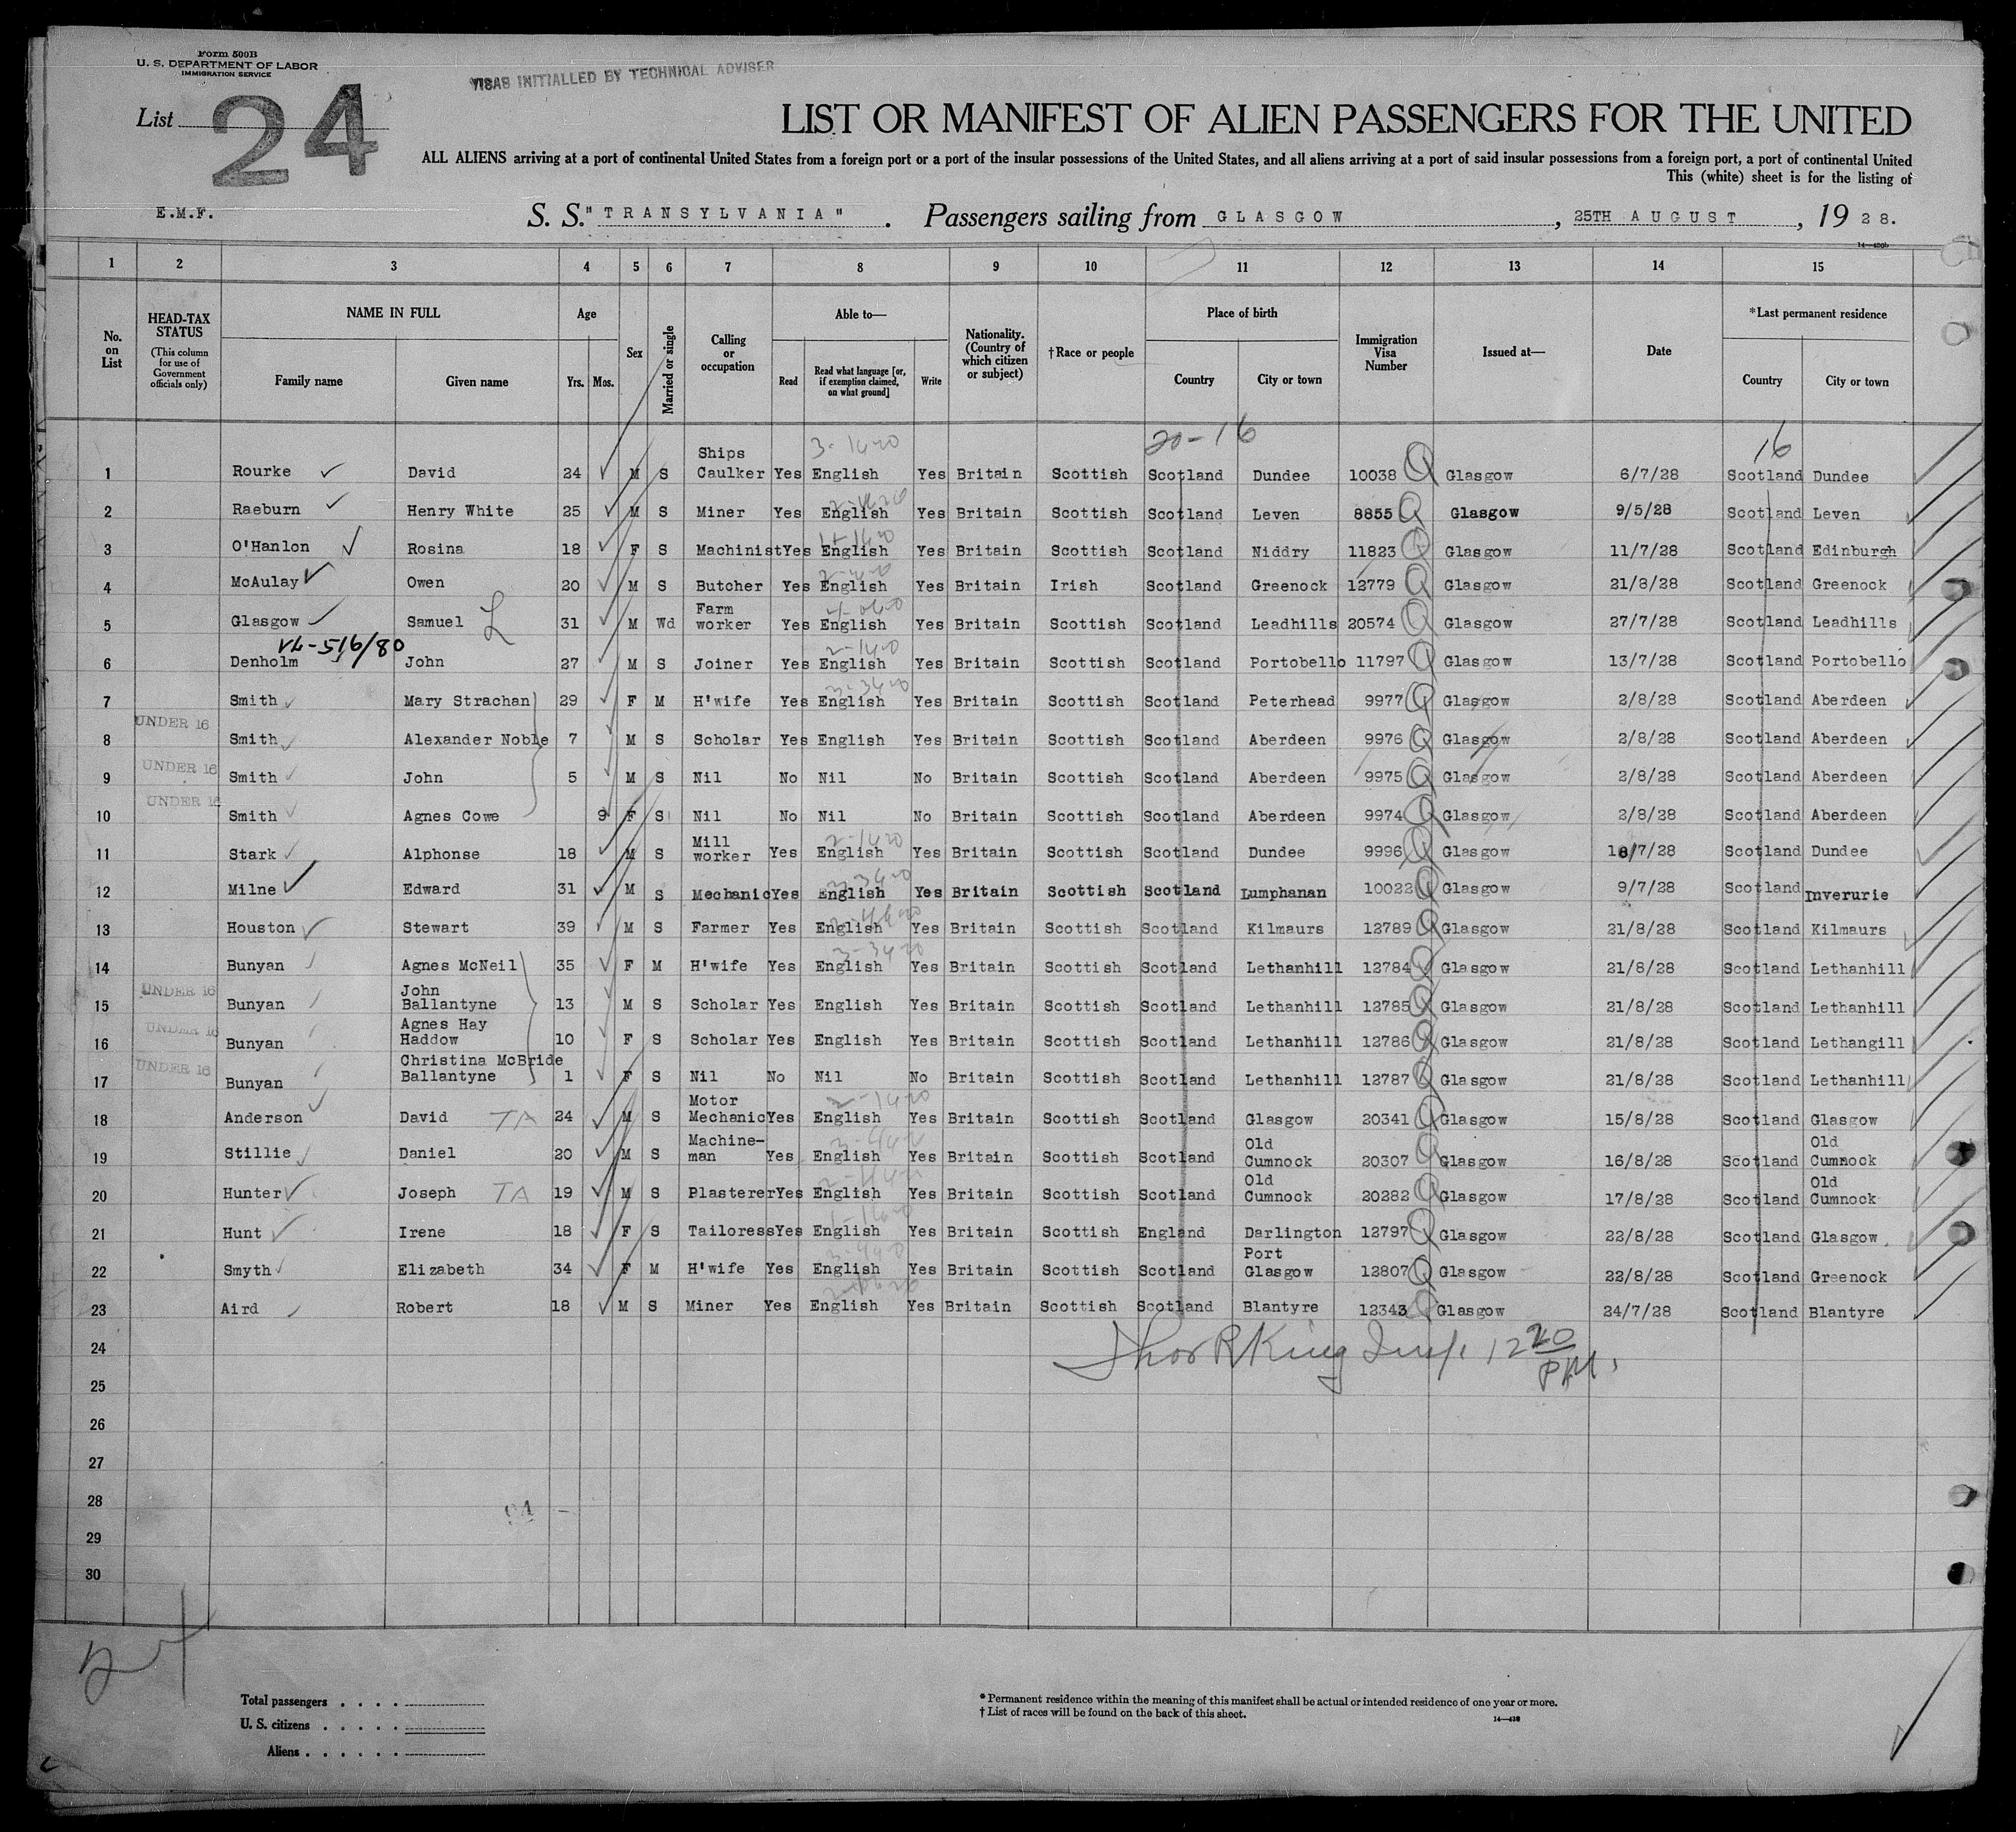 Form 500B
U. S. DEPARTMENT OF LABOR
IMMIGRATION SERVICE
VISAS INITIALLED BY TECHNICAL ADVISER
List 24
LIST OR MANIFEST OF ALIEN PASSENGERS FOR THE UNITED
ALL ALIENS arriving at a port of continental United States from a foreign port or a port of the insular possessions of the United States, and all aliens arriving at a port of said insular possessions from a foreign port, a port of continental United
This (white) sheet is for the listing of
E.M.F. S. S. "TRANSYLVANIA". Passengers sailing from GLASGOW, 25TH AUGUST, 1928.
1 2 3 4 5 6 7 8 9 10 11 12 13 14 15
No. on List
HEAD-TAX STATUS (This column for use of Government officials only)
NAME IN FULL Family name Given name
Age Yrs. Mos.
Sex
Married or single
Calling or occupation
Able to— Read Read what language [or, if exemption claimed, on what ground] Write
Nationality. (Country of which citizen or subject)
†Race or people
Place of birth Country City or town
Immigration Visa Number
Issued at—
Date
*Last permanent residence Country City or town
20-16 16
1 Rourke David 24 M S Ships Caulker Yes English Yes Britain Scottish Scotland Dundee 10038 Glasgow 6/7/28 Scotland Dundee
2 Raeburn Henry White 25 M S Miner Yes English Yes Britain Scottish Scotland Leven 8855 Glasgow 9/5/28 Scotland Leven
3 O'Hanlon Rosina 18 F S Machinist Yes English Yes Britain Scottish Scotland Niddry 11823 Glasgow 11/7/28 Scotland Edinburgh
4 McAulay Owen 20 M S Butcher Yes English Yes Britain Irish Scotland Greenock 12779 Glasgow 21/8/28 Scotland Greenock
5 Glasgow Samuel 31 M Wd Farm worker Yes English Yes Britain Scottish Scotland Leadhills 20574 Glasgow 27/7/28 Scotland Leadhills
6 Denholm John 27 M S Joiner Yes English Yes Britain Scottish Scotland Portobello 11797 Glasgow 13/7/28 Scotland Portobello
7 Smith Mary Strachan 29 F M H'wife Yes English Yes Britain Scottish Scotland Peterhead 9977 Glasgow 2/8/28 Scotland Aberdeen
8 UNDER 16 Smith Alexander Noble 7 M S Scholar Yes English Yes Britain Scottish Scotland Aberdeen 9976 Glasgow 2/8/28 Scotland Aberdeen
9 UNDER 16 Smith John 5 M S Nil No Nil No Britain Scottish Scotland Aberdeen 9975 Glasgow 2/8/28 Scotland Aberdeen
10 UNDER 16 Smith Agnes Cowe 9 F S Nil No Nil No Britain Scottish Scotland Aberdeen 9974 Glasgow 2/8/28 Scotland Aberdeen
11 Stark Alphonse 18 M S Mill worker Yes English Yes Britain Scottish Scotland Dundee 9996 Glasgow /7/28 Scotland Dundee
12 Milne Edward 31 M S Mechanic Yes English Yes Britain Scottish Scotland Lumphanan 10022 Glasgow 9/7/28 Scotland Inverurie
13 Houston Stewart 39 M S Farmer Yes English Yes Britain Scottish Scotland Kilmaurs 12789 Glasgow 21/8/28 Scotland Kilmaurs
14 Bunyan Agnes McNeil 35 F M H'wife Yes English Yes Britain Scottish Scotland Lethanhill 12784 Glasgow 21/8/28 Scotland Lethanhill
15 UNDER 16 Bunyan John Ballantyne 13 M S Scholar Yes English Yes Britain Scottish Scotland Lethanhill 12785 Glasgow 21/8/28 Scotland Lethanhill
16 UNDER 16 Bunyan Agnes Hay Haddow 10 F S Scholar Yes English Yes Britain Scottish Scotland Lethanhill 12786 Glasgow 21/8/28 Scotland Lethangill
17 UNDER 16 Bunyan Christina McBride Ballantyne 1 F S Nil No Nil No Britain Scottish Scotland Lethanhill 12787 Glasgow 21/8/28 Scotland Lethanhill
18 Anderson David TA 24 M S Motor Mechanic Yes English Yes Britain Scottish Scotland Glasgow 20341 Glasgow 15/8/28 Scotland Glasgow
19 Stillie Daniel 20 M S Machine-man Yes English Yes Britain Scottish Scotland Old Cumnock 20307 Glasgow 16/8/28 Scotland Old Cumnock
20 Hunter Joseph TA 19 M S Plasterer Yes English Yes Britain Scottish Scotland Old Cumnock 20282 Glasgow 17/8/28 Scotland Old Cumnock
21 Hunt Irene 18 F S Tailoress Yes English Yes Britain Scottish England Darlington 12797 Glasgow 22/8/28 Scotland Glasgow
22 Smyth Elizabeth 34 F M H'wife Yes English Yes Britain Scottish Scotland Port Glasgow 12807 Glasgow 22/8/28 Scotland Greenock
23 Aird Robert 18 M S Miner Yes English Yes Britain Scottish Scotland Blantyre 12343 Glasgow 24/7/28 Scotland Blantyre
24 Thos R King Insp. 12 20 PM.
25
26
27
28
29
30
24
Total passengers
U. S. citizens
Aliens
* Permanent residence within the meaning of this manifest shall be actual or intended residence of one year or more.
† List of races will be found on the back of this sheet.